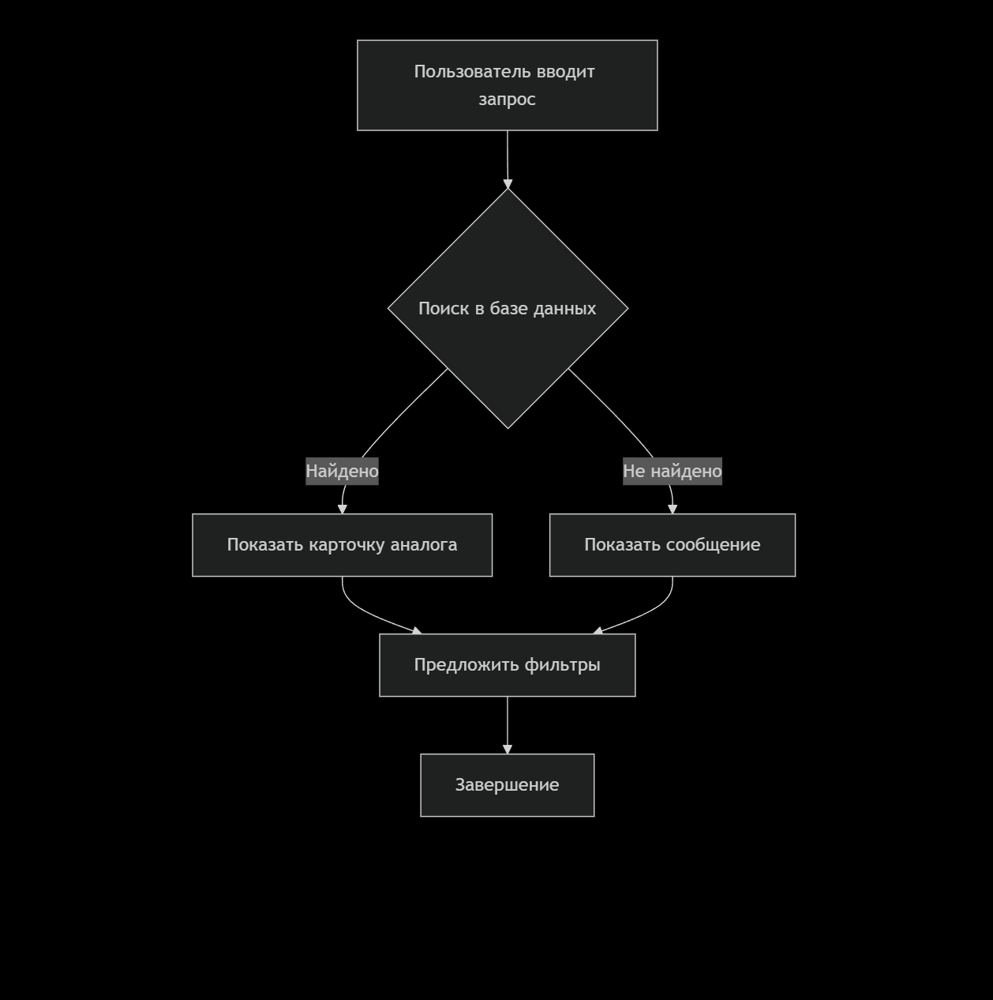 Пользователь вводит
запрос
Поиск в базе данных
Найдено
Не найдено
Показать карточку аналога
Показать сообщение
Предложить фильтры
Завершение